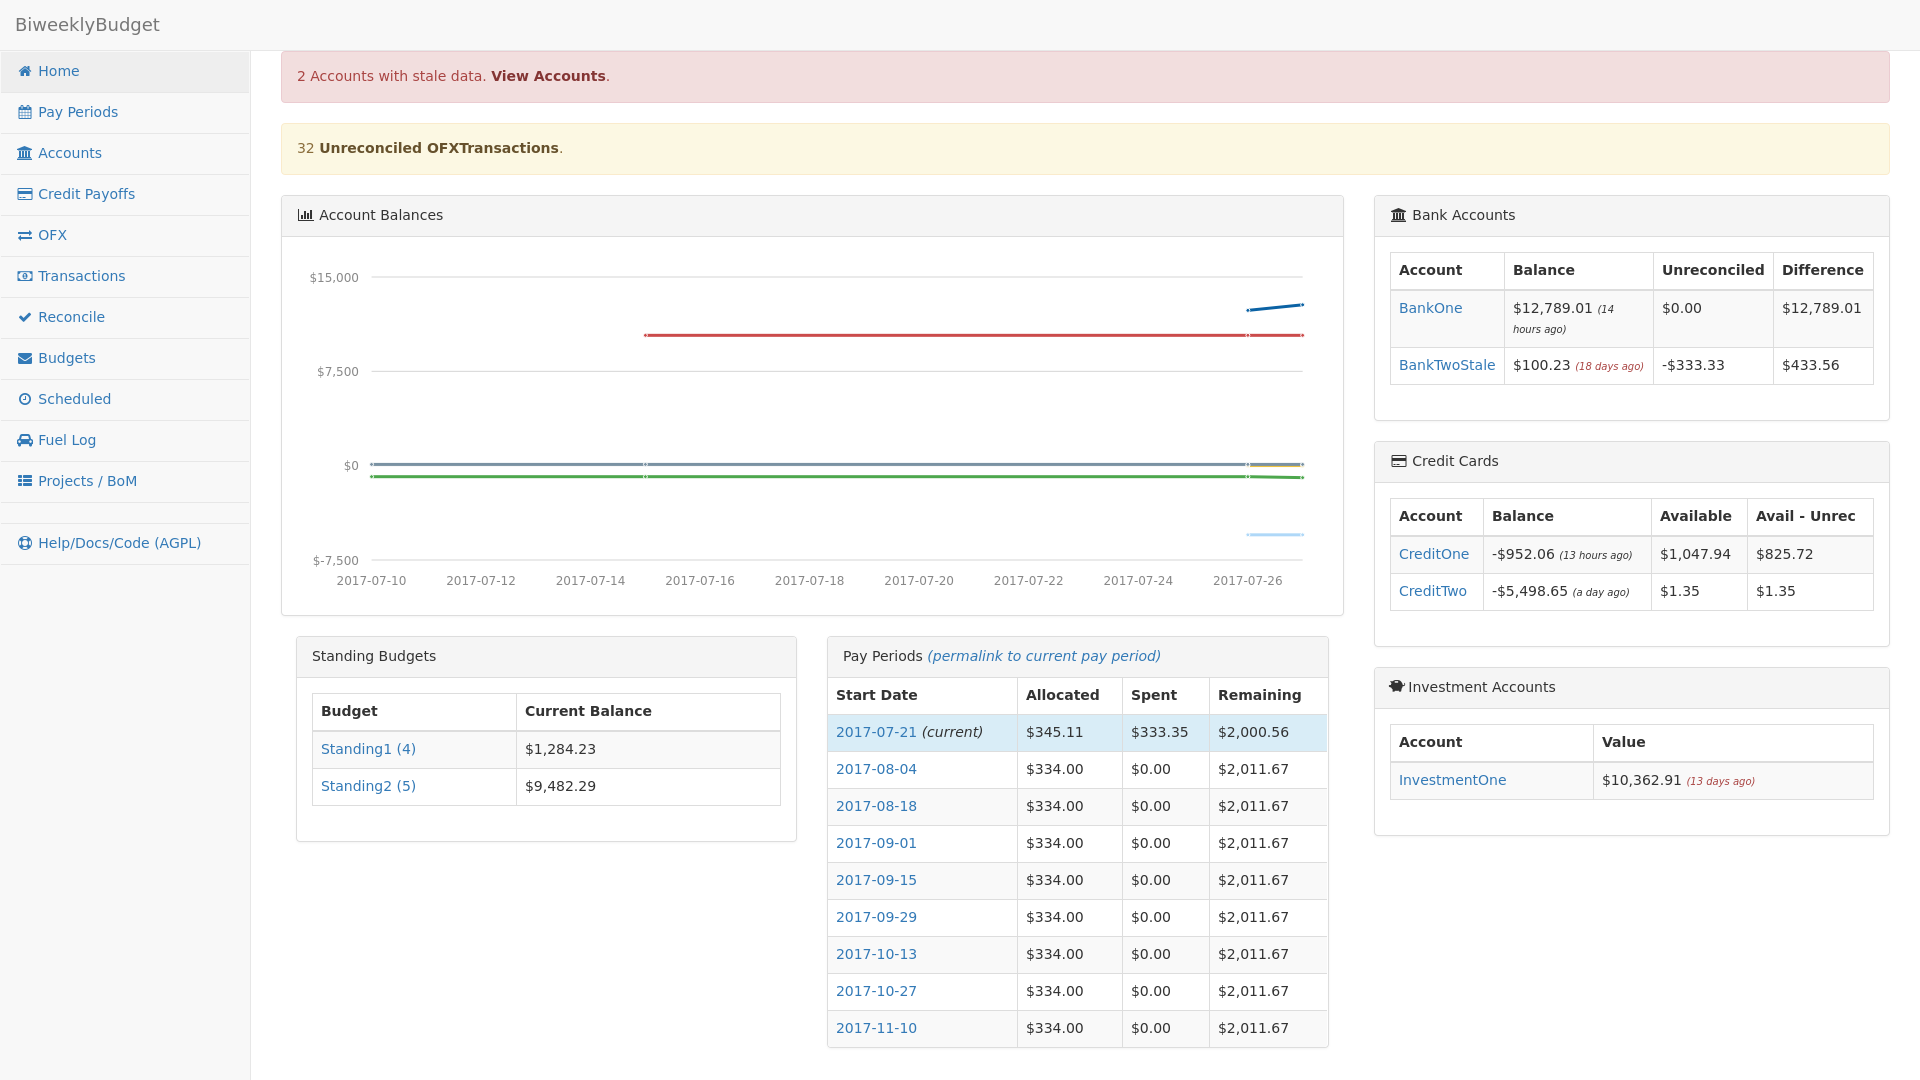 BiweeklyBudget
Home
Pay Periods
Accounts
Credit Payoffs
OFX
Transactions
Reconcile
Budgets
Scheduled
Fuel Log
Projects / BoM
Help/Docs/Code (AGPL)
2 Accounts with stale data. View Accounts.
32 Unreconciled OFXTransactions.
Account Balances
$15,000
$7,500
$0
$-7,500
2017-07-10 2017-07-12 2017-07-14 2017-07-16 2017-07-18 2017-07-20 2017-07-22 2017-07-24 2017-07-26
Standing Budgets
Budget Current Balance
Standing1 (4) $1,284.23
Standing2 (5) $9,482.29
Pay Periods (permalink to current pay period)
Start Date Allocated Spent Remaining
2017-07-21 (current) $345.11 $333.35 $2,000.56
2017-08-04 $334.00 $0.00 $2,011.67
2017-08-18 $334.00 $0.00 $2,011.67
2017-09-01 $334.00 $0.00 $2,011.67
2017-09-15 $334.00 $0.00 $2,011.67
2017-09-29 $334.00 $0.00 $2,011.67
2017-10-13 $334.00 $0.00 $2,011.67
2017-10-27 $334.00 $0.00 $2,011.67
2017-11-10 $334.00 $0.00 $2,011.67
Bank Accounts
Account Balance Unreconciled Difference
BankOne $12,789.01 (14 hours ago) $0.00 $12,789.01
BankTwoStale $100.23 (18 days ago) -$333.33 $433.56
Credit Cards
Account Balance Available Avail - Unrec
CreditOne -$952.06 (13 hours ago) $1,047.94 $825.72
CreditTwo -$5,498.65 (a day ago) $1.35 $1.35
Investment Accounts
Account Value
InvestmentOne $10,362.91 (13 days ago)